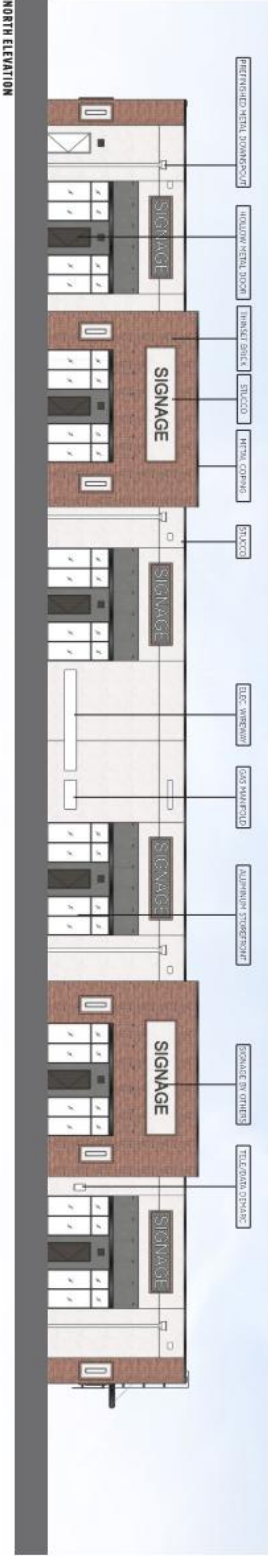 PREFINISHED METAL DOWNSPOUT
HOLLOW METAL DOOR
THINSET BRICK
STUCCO
METAL COPING
STUCCO
ELEC. WIREWAY
GAS MANIFOLD
ALUMINUM STOREFRONT
SIGNAGE BY OTHERS
TELE/DATA DEMARC
SIGNAGE
SIGNAGE
SIGNAGE
SIGNAGE
SIGNAGE
SIGNAGE
NORTH ELEVATION